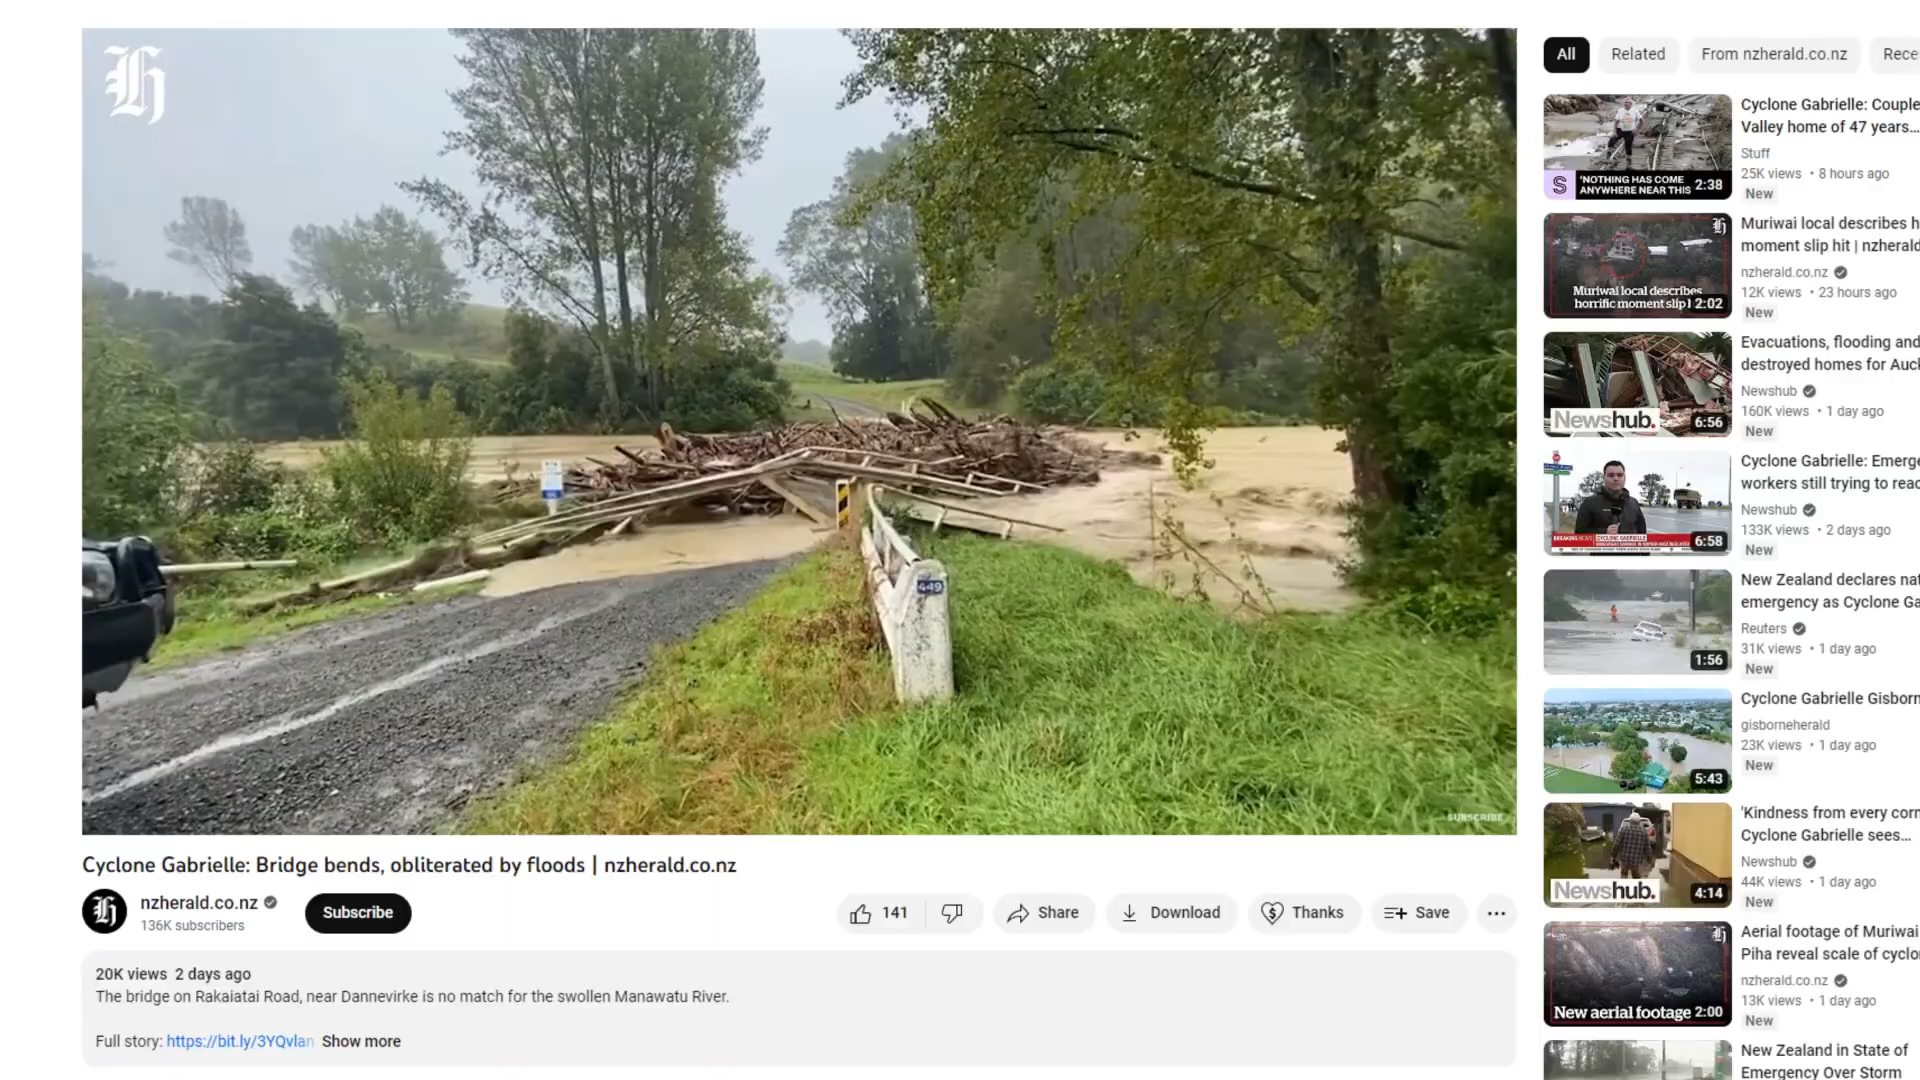 449
SUBSCRIBE
Cyclone Gabrielle: Bridge bends, obliterated by floods | nzherald.co.nz
nzherald.co.nz
136K subscribers
Subscribe
141
Share
Download
Thanks
Save
20K views 2 days ago
The bridge on Rakaiatai Road, near Dannevirke is no match for the swollen Manawatu River.
Full story: https://bit.ly/3YQvlan Show more
All
Related
From nzherald.co.nz
Rece
S
'NOTHING HAS COME
ANYWHERE NEAR THIS
2:38
Cyclone Gabrielle: Couple
Valley home of 47 years...
Stuff
25K views • 8 hours ago
New
Muriwai local describes
horrific moment slip
2:02
Muriwai local describes h
moment slip hit | nzherald
nzherald.co.nz
12K views • 23 hours ago
New
Newshub.
6:56
Evacuations, flooding and
destroyed homes for Auck
Newshub
160K views • 1 day ago
New
BREAKING NEWS
CYCLONE GABRIELLE
6:58
Cyclone Gabrielle: Emerge
workers still trying to reac
Newshub
133K views • 2 days ago
New
1:56
New Zealand declares nat
emergency as Cyclone Ga
Reuters
31K views • 1 day ago
New
5:43
Cyclone Gabrielle Gisborn
gisborneherald
23K views • 1 day ago
New
Newshub.
4:14
'Kindness from every corn
Cyclone Gabrielle sees...
Newshub
44K views • 1 day ago
New
New aerial footage
2:00
Aerial footage of Muriwai
Piha reveal scale of cyclo
nzherald.co.nz
13K views • 1 day ago
New
New Zealand in State of
Emergency Over Storm